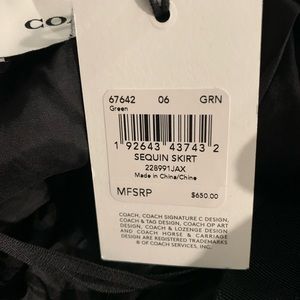 CO
67642 06 GRN
Green
1 92643 43743 2
SEQUIN SKIRT
228991JAX
Made in China/Chine
MFSRP $650.00
COACH, COACH SIGNATURE C DESIGN,
COACH & TAG DESIGN, COACH OP ART
DESIGN, COACH & LOZENGE DESIGN
AND COACH HORSE & CARRIAGE
DESIGN ARE REGISTERED TRADEMARKS
® OF COACH SERVICES, INC.